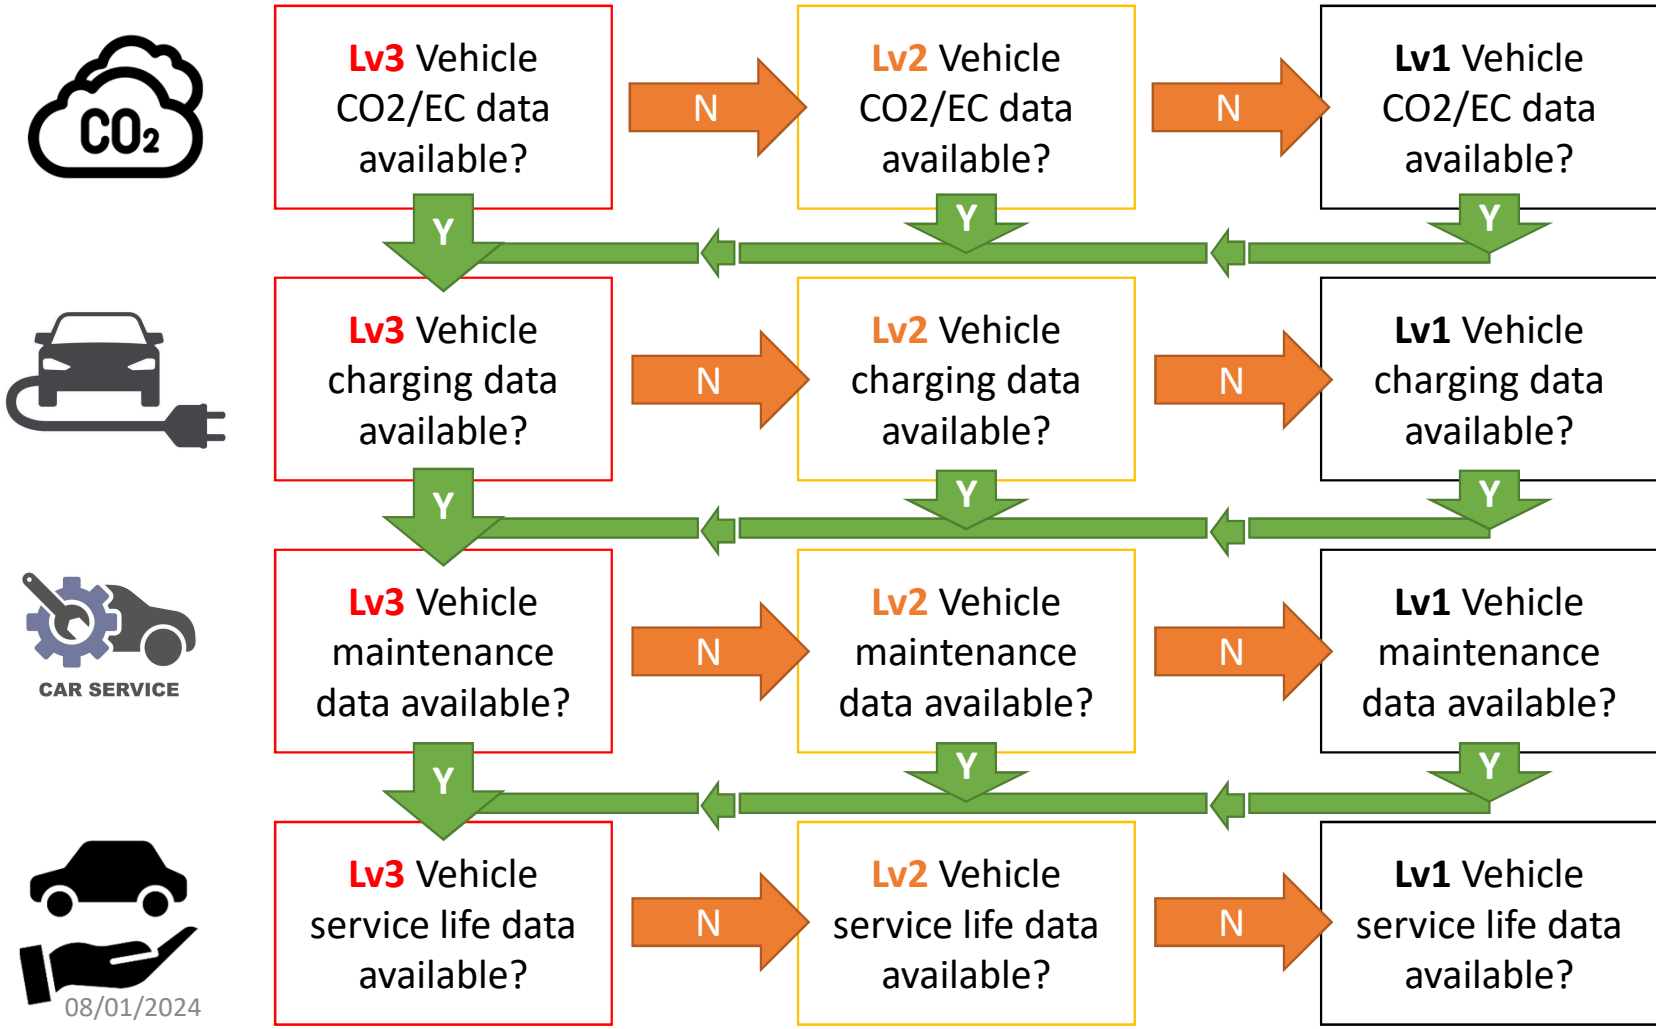 CO2
Lv3 Vehicle
CO2/EC data
available?
N
Lv2 Vehicle
CO2/EC data
available?
N
Lv1 Vehicle
CO2/EC data
available?
Y
Y
Y
Lv3 Vehicle
charging data
available?
N
Lv2 Vehicle
charging data
available?
N
Lv1 Vehicle
charging data
available?
Y
Y
Y
CAR SERVICE
Lv3 Vehicle
maintenance
data available?
N
Lv2 Vehicle
maintenance
data available?
N
Lv1 Vehicle
maintenance
data available?
Y
Y
Y
Lv3 Vehicle
service life data
available?
N
Lv2 Vehicle
service life data
available?
N
Lv1 Vehicle
service life data
available?
08/01/2024